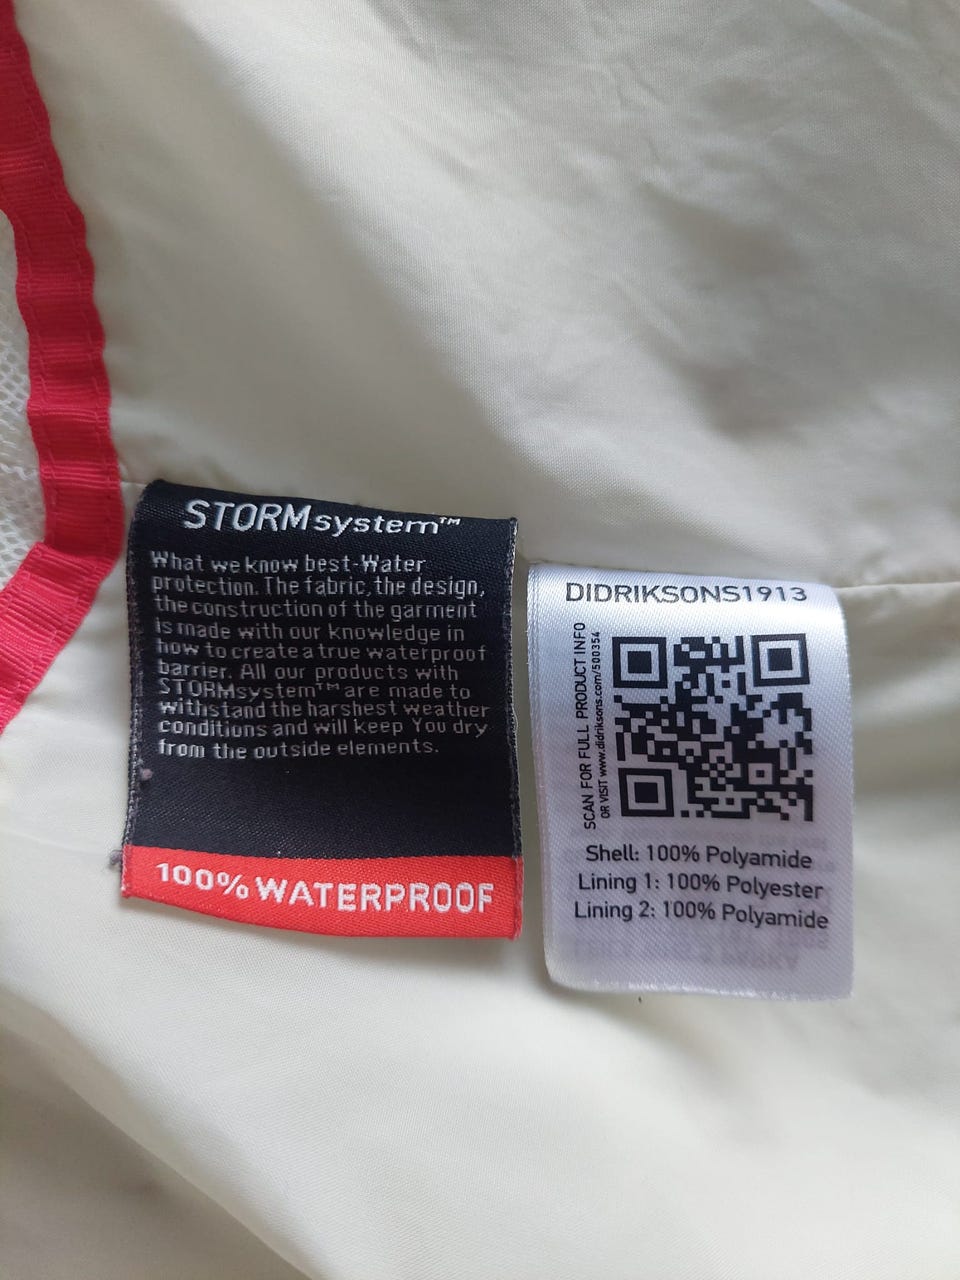 STORMsystem™
What we know best-Water
protection. The fabric, the design,
the construction of the garment
is made with our knowledge in
how to create a true waterproof
barrier. All our products with
STORMsystem™ are made to
withstand the harshest weather
conditions and will keep You dry
from the outside elements.
100% WATERPROOF
DIDRIKSONS1913
SCAN FOR FULL PRODUCT INFO
OR VISIT www.didriksons.com/500354
Shell: 100% Polyamide
Lining 1: 100% Polyester
Lining 2: 100% Polyamide